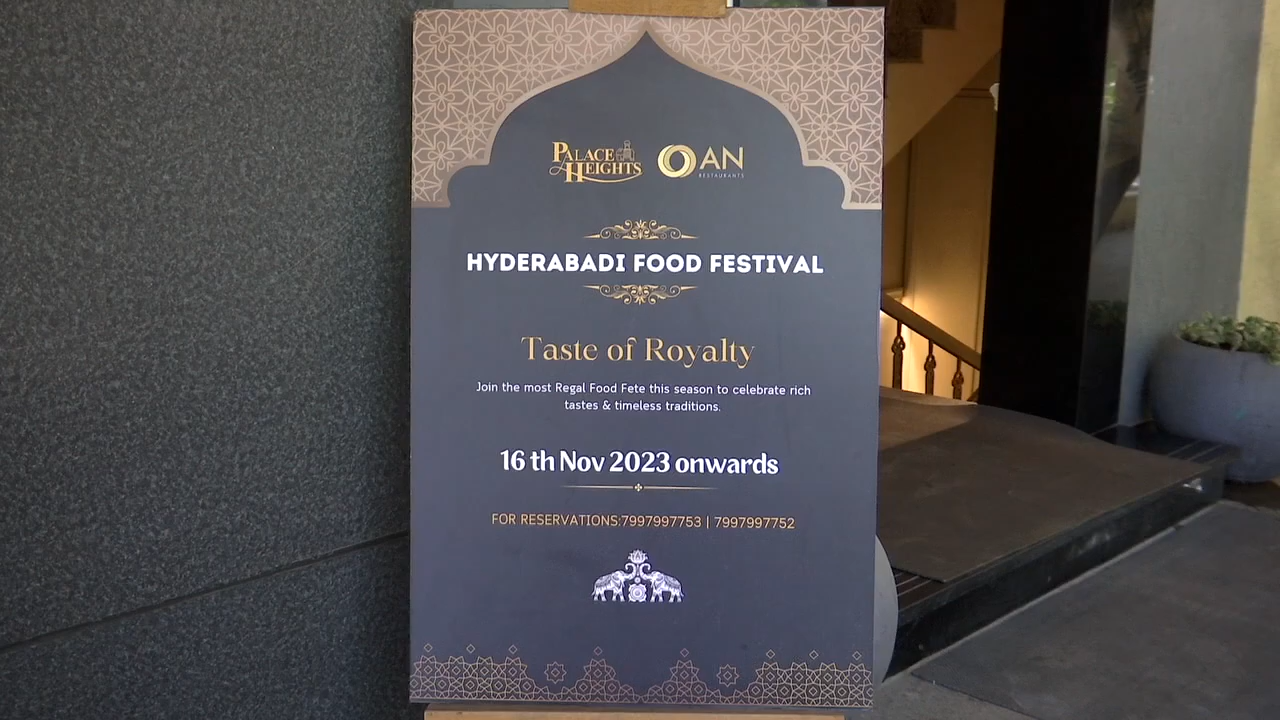 PALACE HEIGHTS
OAN
RESTAURANTS
HYDERABADI FOOD FESTIVAL
Taste of Royalty
Join the most Regal Food Fete this season to celebrate rich
tastes & timeless traditions.
16 th Nov 2023 onwards
FOR RESERVATIONS:7997997753 | 7997997752